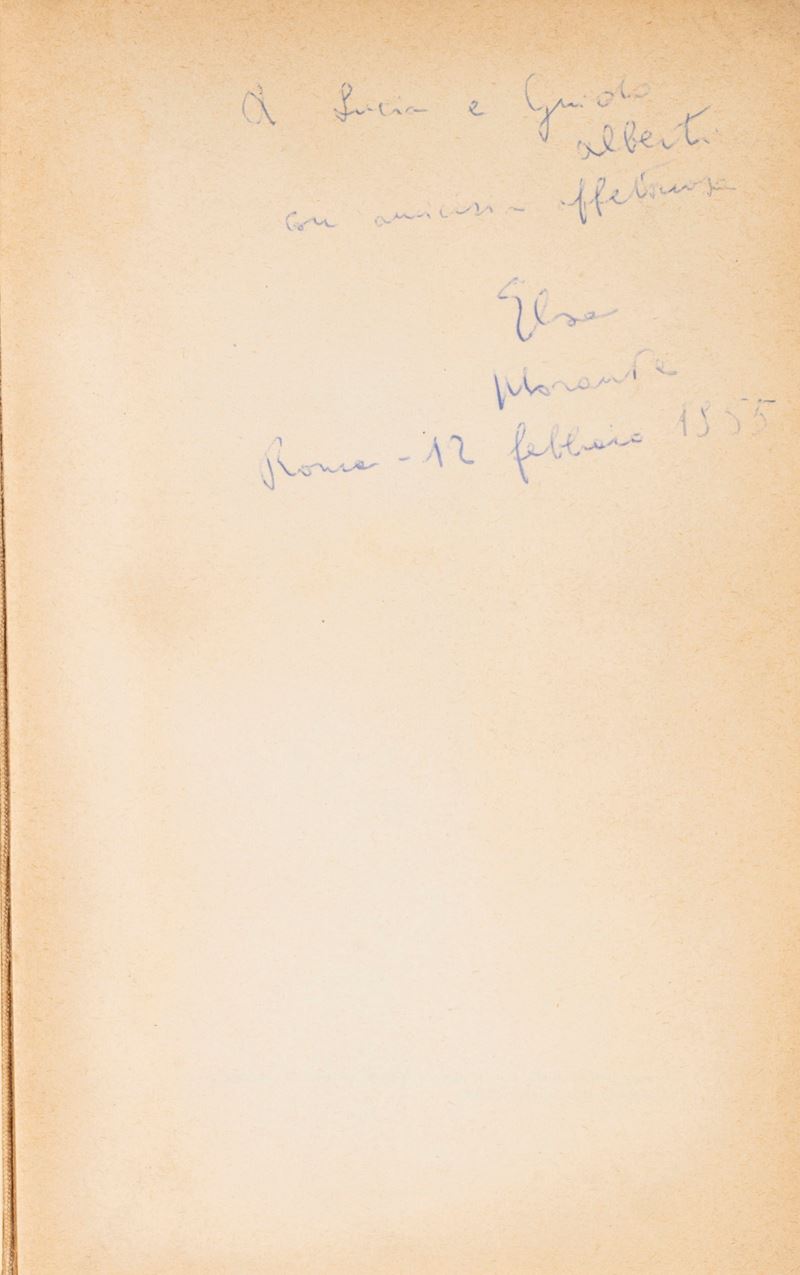 A Lucia e Guido
Alberti
con amicizia affettuosa
Elsa
Morante
Roma - 12 febbraio 1955